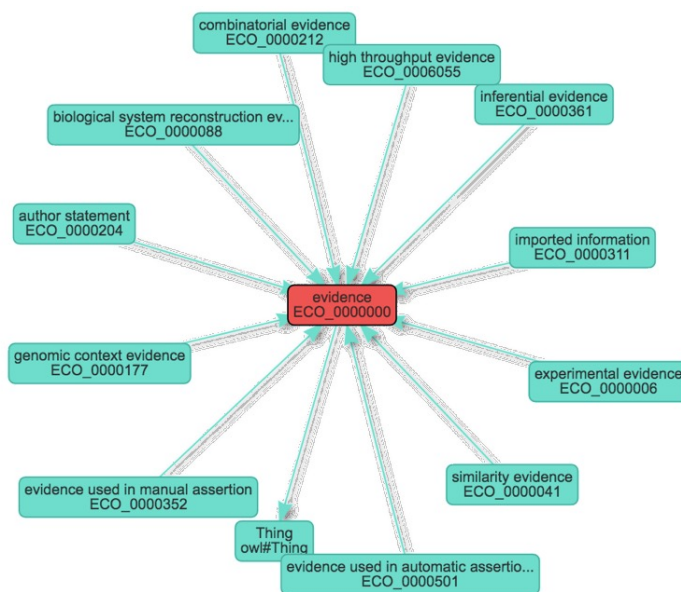 combinatorial evidence
ECO_0000212
high throughput evidence
ECO_0006055
inferential evidence
ECO_0000361
biological system reconstruction ev...
ECO_0000088
author statement
ECO_0000204
imported information
ECO_0000311
evidence
ECO_0000000
genomic context evidence
ECO_0000177
experimental evidence
ECO_0000006
similarity evidence
ECO_0000041
evidence used in manual assertion
ECO_0000352
Thing
owl#Thing
evidence used in automatic assertio...
ECO_0000501